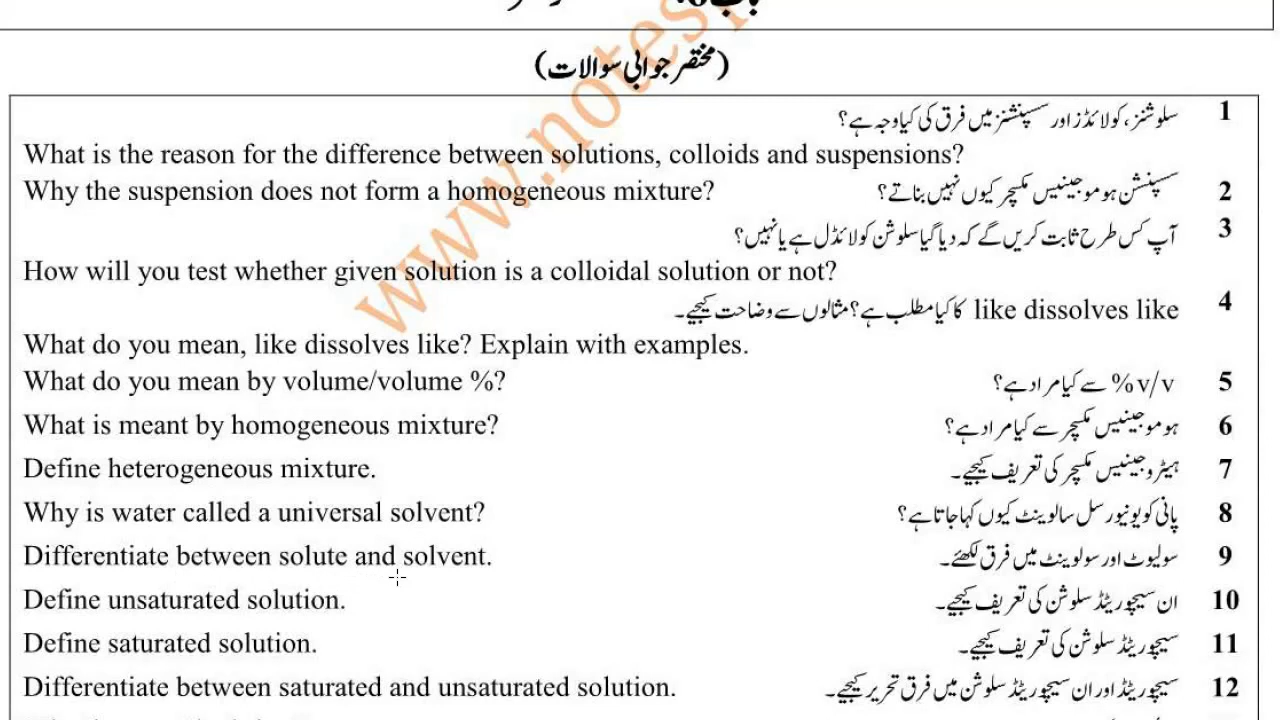 باب 6:
(مختصر جوابی سوالات)
1 سلوشنز، کولائڈز اور سسپنشنز میں فرق کی کیا وجہ ہے؟
What is the reason for the difference between solutions, colloids and suspensions?
Why the suspension does not form a homogeneous mixture? سسپنشن ہوموجینیس مکسچر کیوں نہیں بناتے؟ 2
3 آپ کس طرح ثابت کریں گے کہ دیا گیا سلوشن کولائڈل ہے یا نہیں؟
How will you test whether given solution is a colloidal solution or not?
4 like dissolves like کا کیا مطلب ہے؟ مثالوں سے وضاحت کیجیے۔
What do you mean, like dissolves like? Explain with examples.
What do you mean by volume/volume %? % v/v سے کیا مراد ہے؟ 5
What is meant by homogeneous mixture? ہوموجینیس مکسچر سے کیا مراد ہے؟ 6
Define heterogeneous mixture. ہیٹروجینیس مکسچر کی تعریف کیجیے۔ 7
Why is water called a universal solvent? پانی کو یونیورسل سالوینٹ کیوں کہا جاتا ہے؟ 8
Differentiate between solute and solvent. سولیوٹ اور سولوینٹ میں فرق لکھئے۔ 9
Define unsaturated solution. ان سیچوریٹڈ سلوشن کی تعریف کیجیے۔ 10
Define saturated solution. سیچوریٹڈ سلوشن کی تعریف کیجیے۔ 11
Differentiate between saturated and unsaturated solution. سیچوریٹڈ اور ان سیچوریٹڈ سلوشن میں فرق تحریر کیجیے۔ 12
www.notes